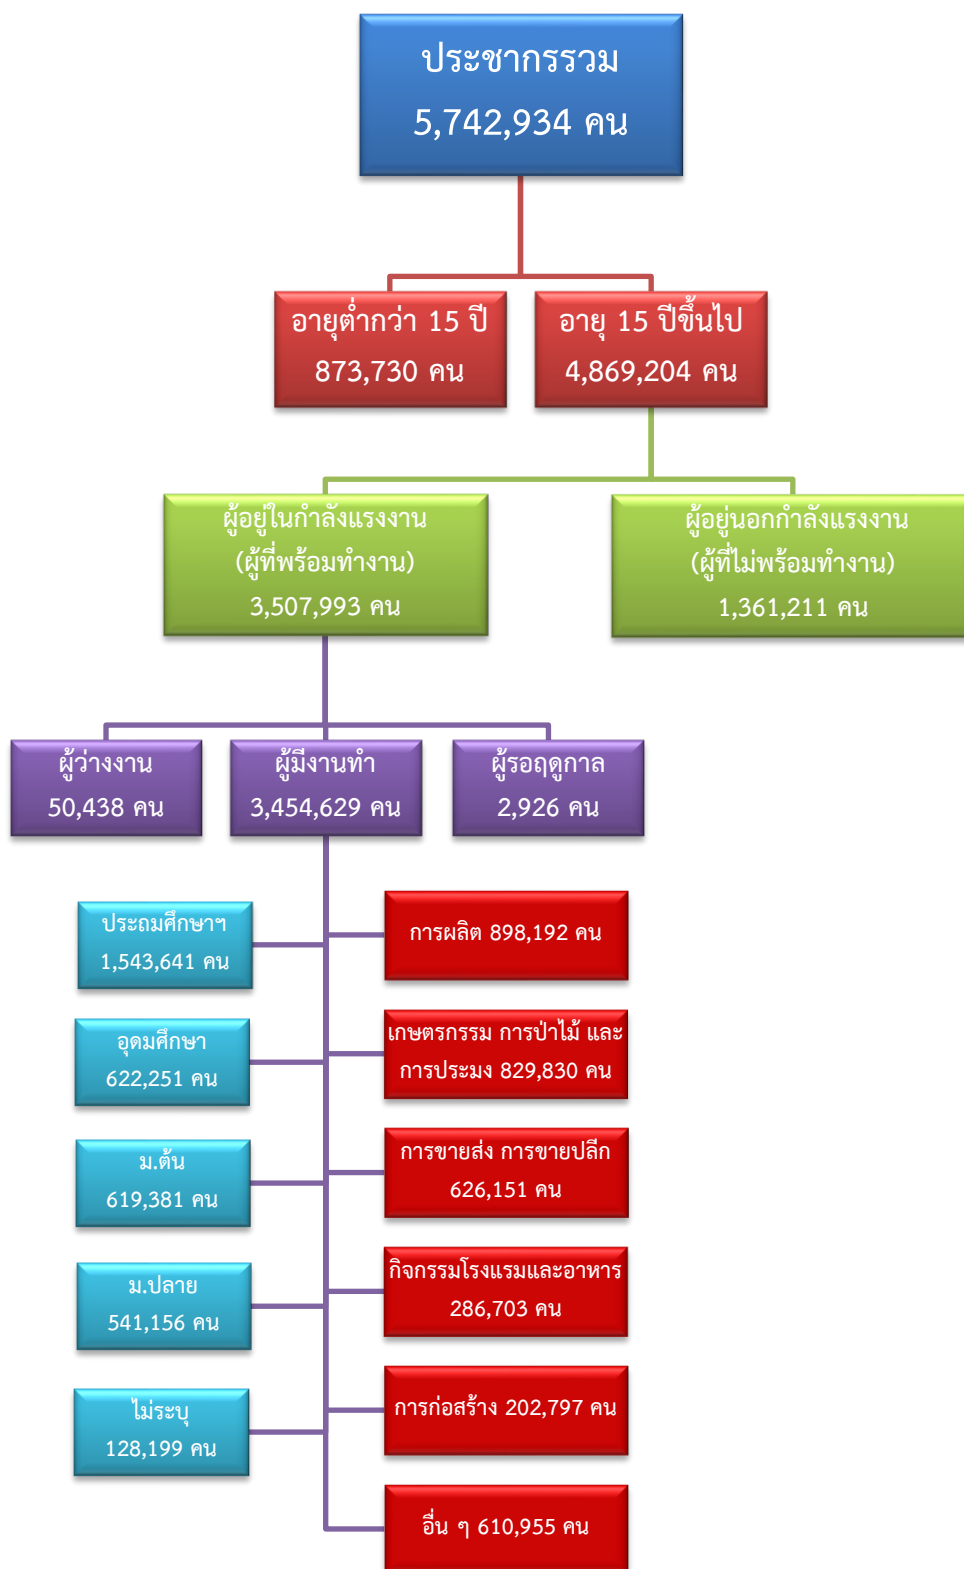 ประชากรรวม
5,742,934 คน
อายุต่ำกว่า 15 ปี
873,730 คน
อายุ 15 ปีขึ้นไป
4,869,204 คน
ผู้อยู่ในกำลังแรงงาน
(ผู้ที่พร้อมทำงาน)
3,507,993 คน
ผู้อยู่นอกกำลังแรงงาน
(ผู้ที่ไม่พร้อมทำงาน)
1,361,211 คน
ผู้ว่างงาน
50,438 คน
ผู้มีงานทำ
3,454,629 คน
ผู้รอฤดูกาล
2,926 คน
ประถมศึกษาฯ
1,543,641 คน
อุดมศึกษา
622,251 คน
ม.ต้น
619,381 คน
ม.ปลาย
541,156 คน
ไม่ระบุ
128,199 คน
การผลิต 898,192 คน
เกษตรกรรม การป่าไม้ และ
การประมง 829,830 คน
การขายส่ง การขายปลีก
626,151 คน
กิจกรรมโรงแรมและอาหาร
286,703 คน
การก่อสร้าง 202,797 คน
อื่น ๆ 610,955 คน